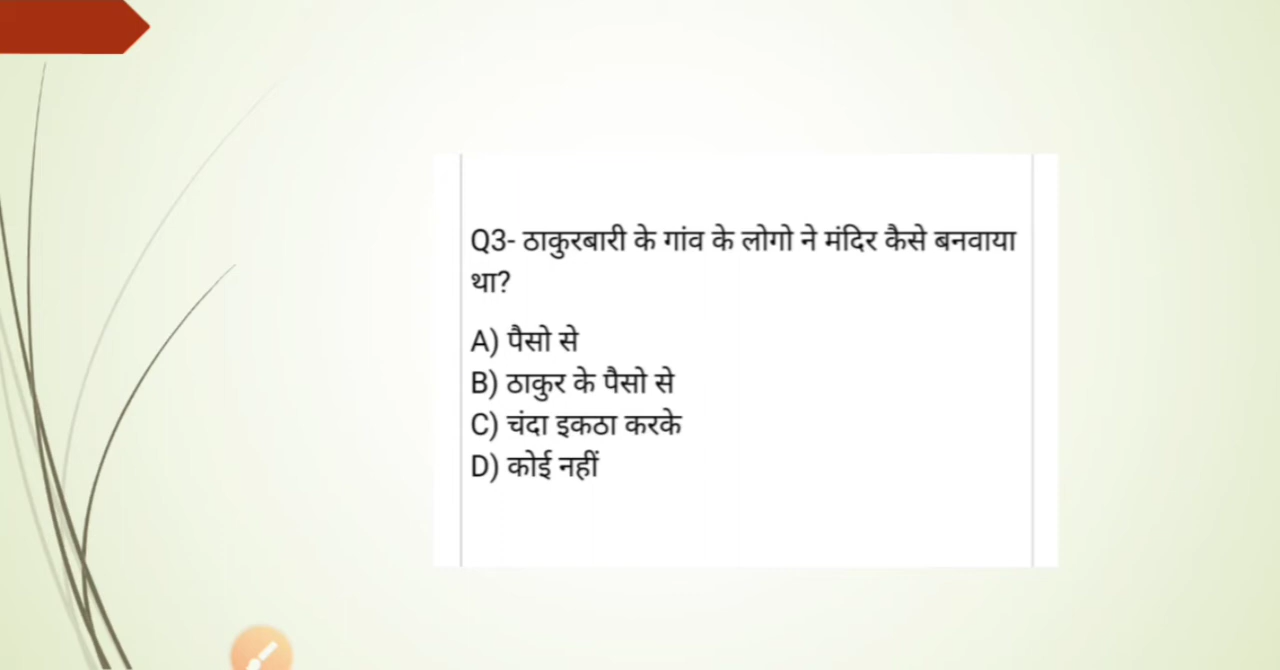 Q3- ठाकुरबारी के गांव के लोगो ने मंदिर कैसे बनवाया
था?
A) पैसो से
B) ठाकुर के पैसो से
C) चंदा इकठा करके
D) कोई नहीं